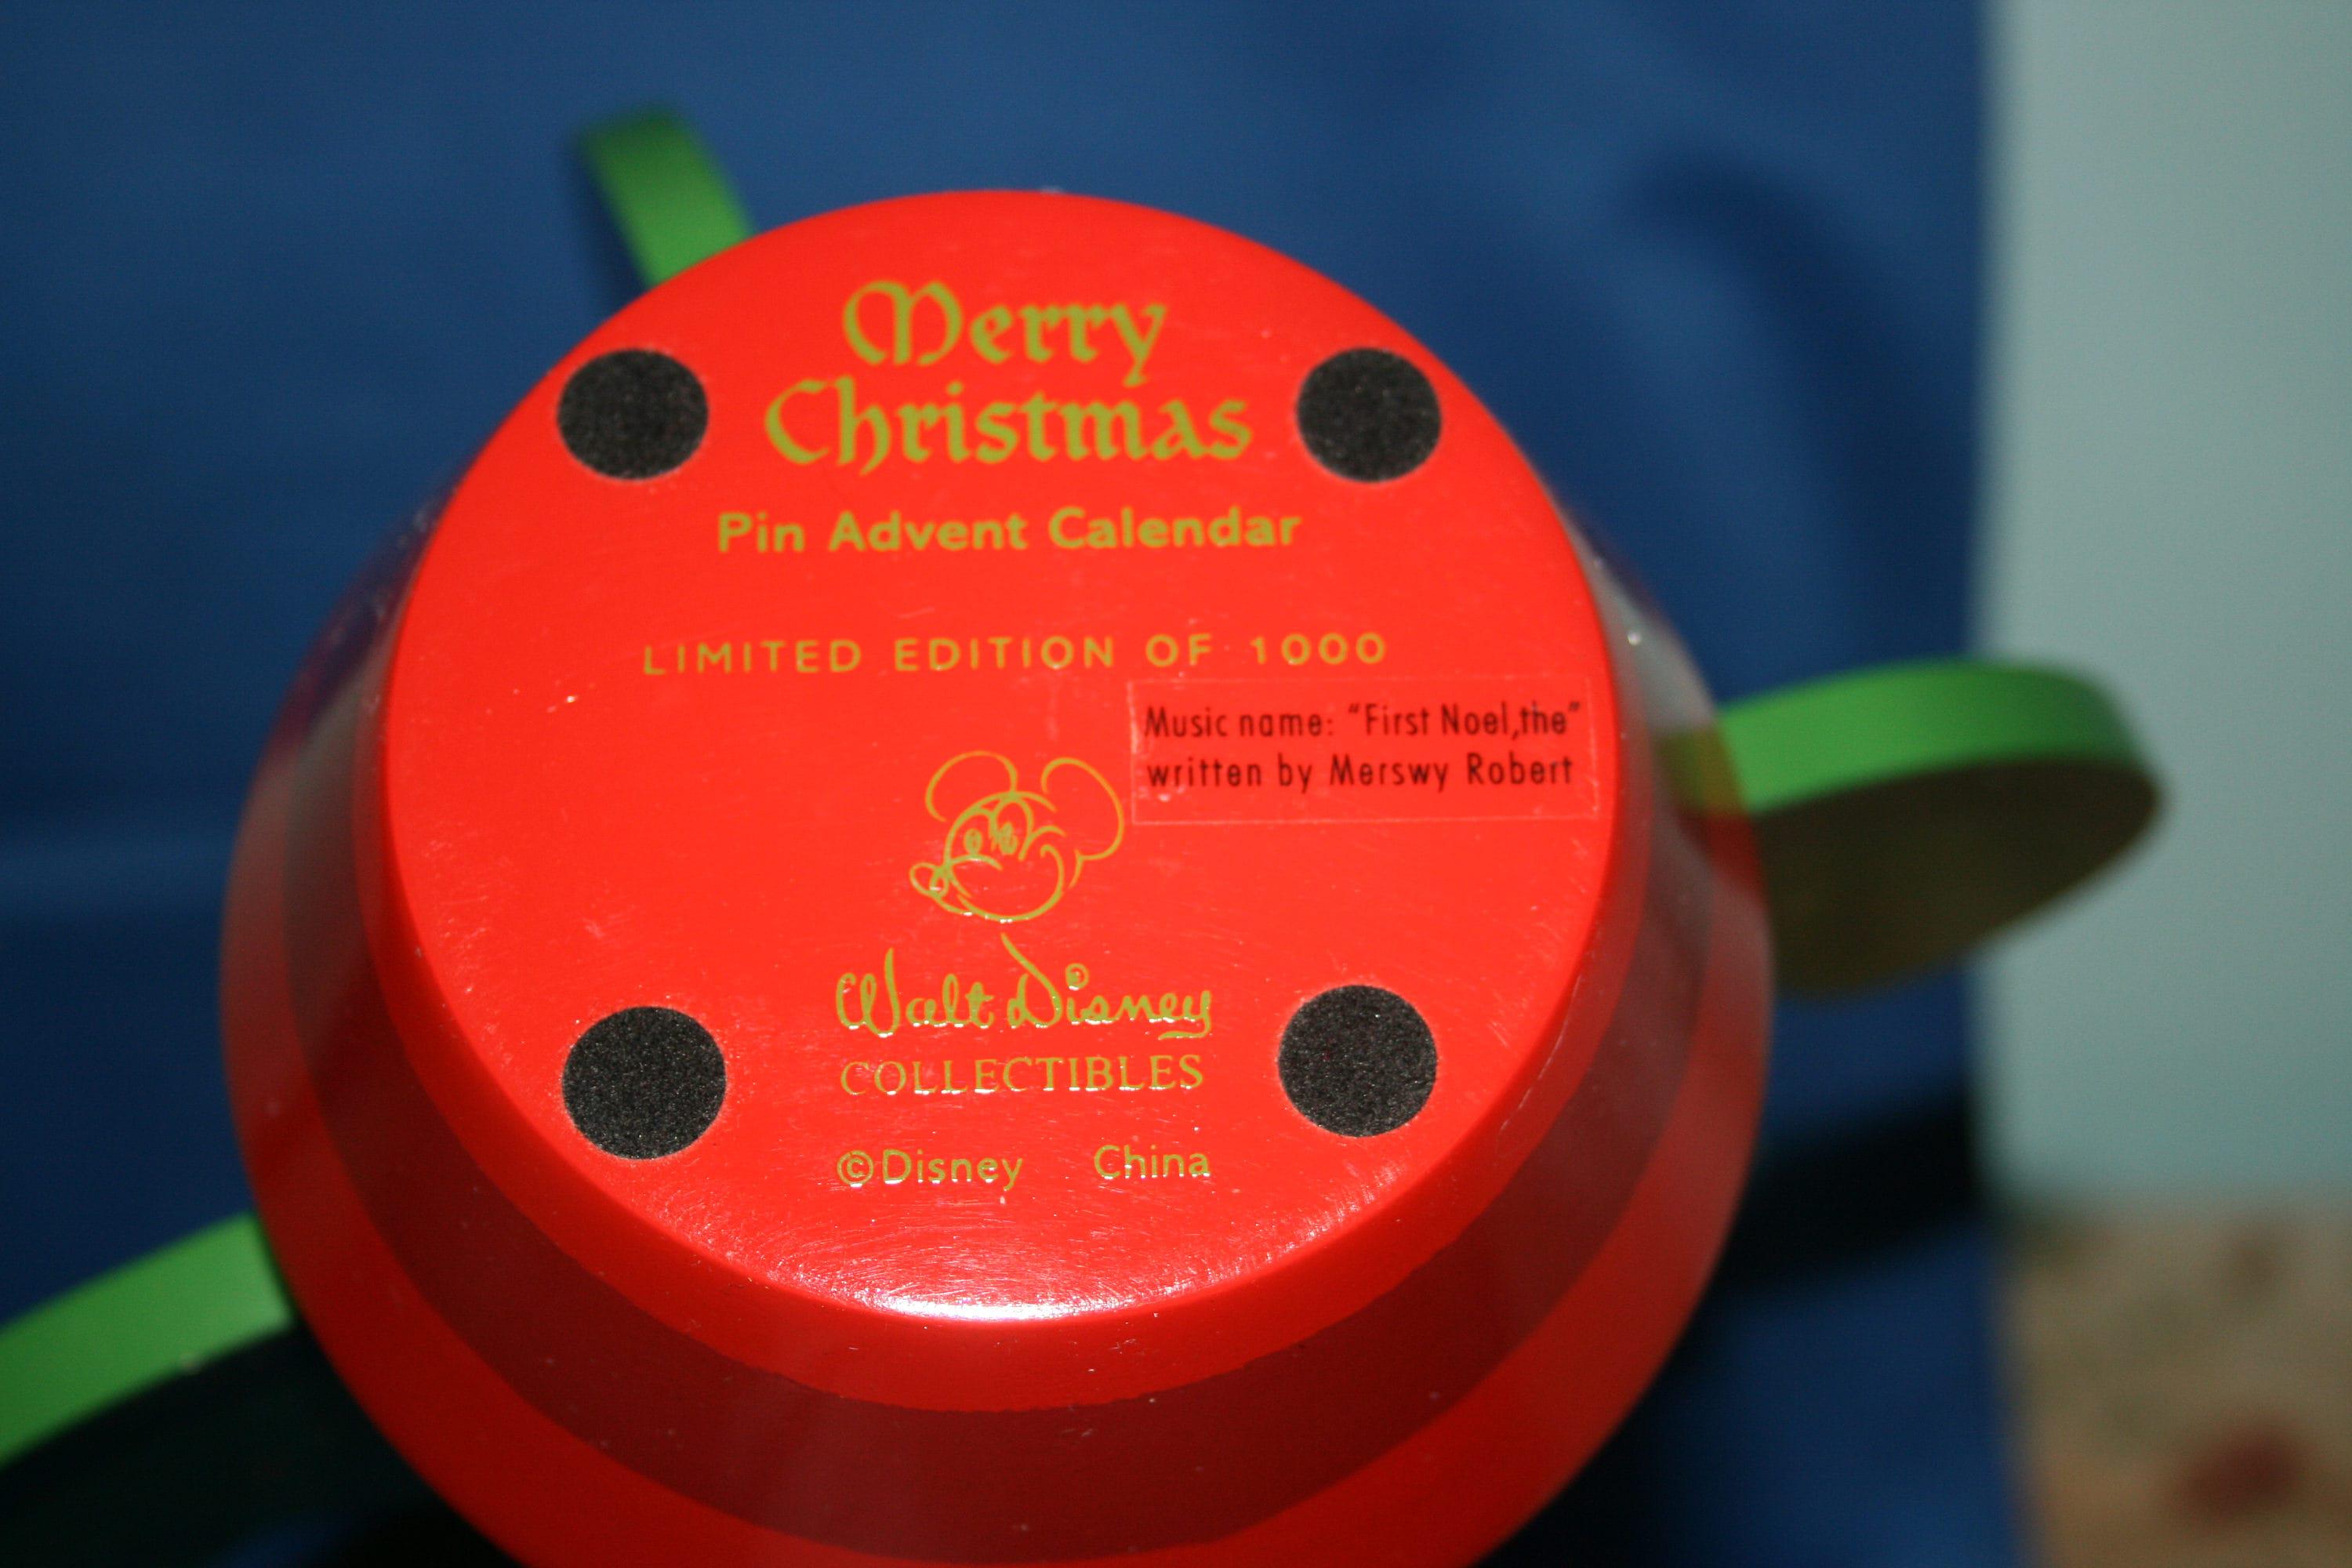 Merry
Christmas
Pin Advent Calendar
LIMITED EDITION OF 1000
Music name: “First Noel,the”
written by Merswy Robert
Walt Disney
COLLECTIBLES
©Disney China